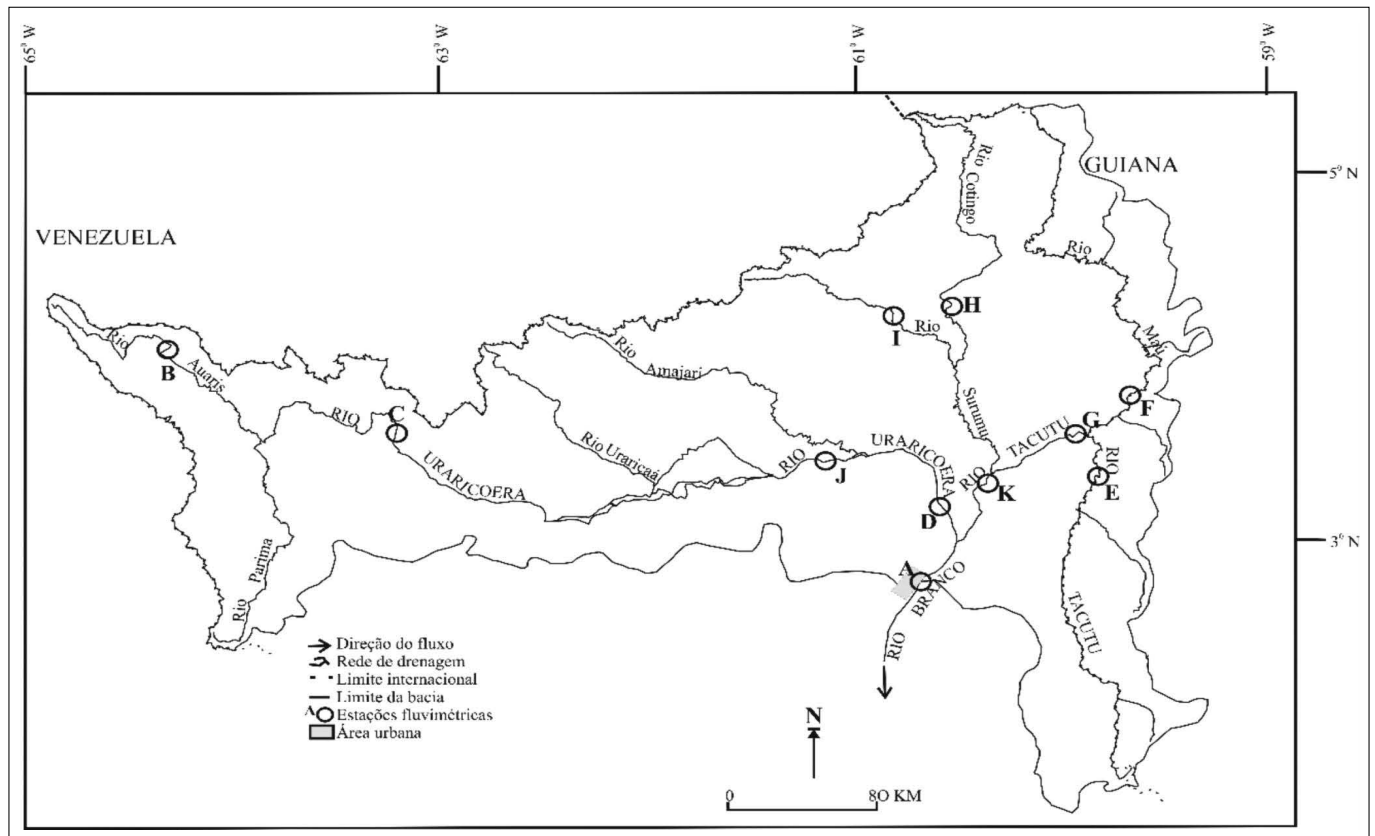 65° W
63° W
61° W
59° W
5° N
GUIANA
VENEZUELA
Rio Cotingo
Rio
Maú
H
I
Rio
Surumu
B
Rio
Auaris
Rio
Amajari
F
C
RIO
G
TACUTU
RIO
E
Rio Uraricaá
RIO
J
URARICOERA
URARICOERA
RIO
K
D
3° N
Rio Parima
A
BRANCO
RIO
TACUTU
Direção do fluxo
Rede de drenagem
Limite internacional
Limite da bacia
A Estações fluvimétricas
Área urbana
N
0 80 KM